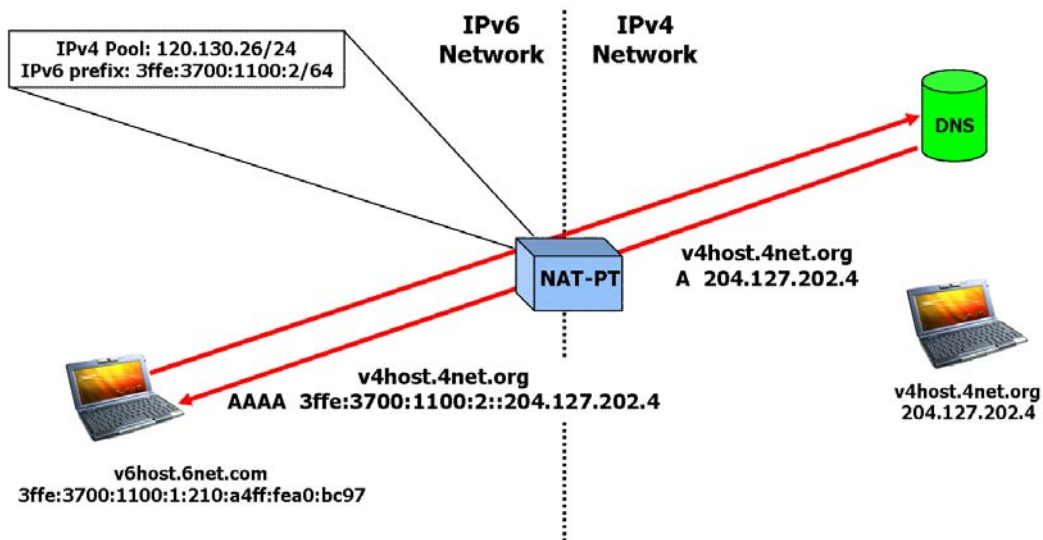 IPv6
Network
IPv4
Network
IPv4 Pool: 120.130.26/24
IPv6 prefix: 3ffe:3700:1100:2/64
DNS
NAT-PT
v4host.4net.org
A 204.127.202.4
v4host.4net.org
AAAA 3ffe:3700:1100:2::204.127.202.4
v4host.4net.org
204.127.202.4
v6host.6net.com
3ffe:3700:1100:1:210:a4ff:fea0:bc97